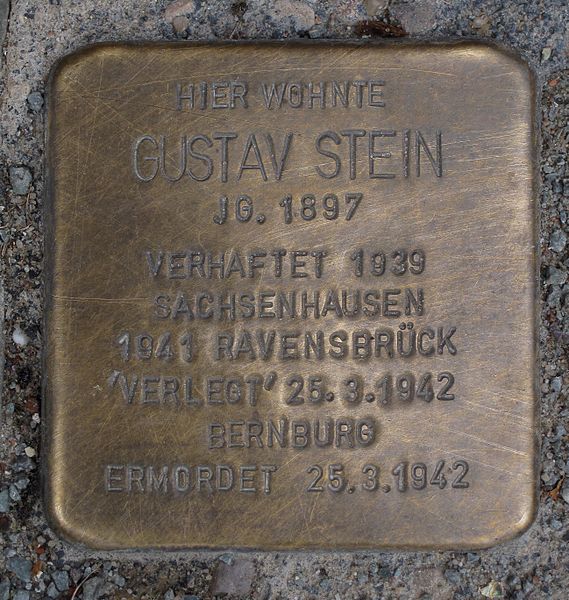 HIER WOHNTE
GUSTAV STEIN
JG. 1897
VERHAFTET 1939
SACHSENHAUSEN
1941 RAVENSBRÜCK
'VERLEGT' 25.3.1942
BERNBURG
ERMORDET 25.3.1942